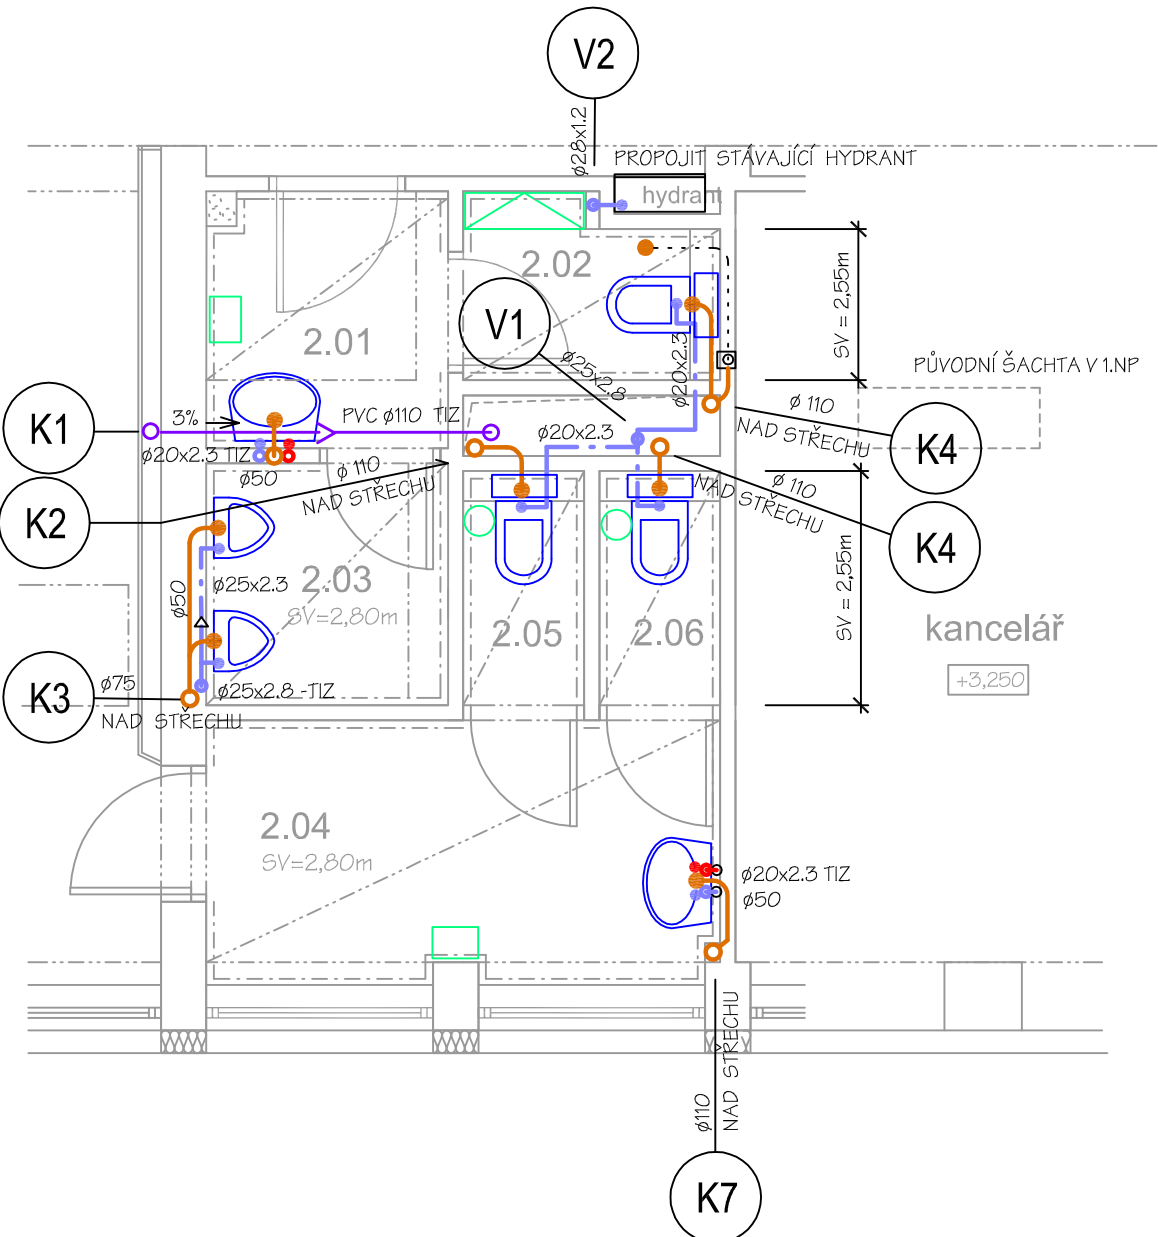 V2
ø28x1.2
PROPOJIT STÁVAJÍCÍ HYDRANT
hydrant
2.02
SV = 2,55m
V1
2.01
ø25x2.8
ø20x2.3
PŮVODNÍ ŠACHTA V 1.NP
K1
3%
PVC ø110 TIZ
ø20x2.3 TIZ
ø50
ø20x2.3
ø 110
NAD STŘECHU
K4
K2
ø 110
NAD STŘECHU
ø 110
NAD STŘECHU
K4
ø50
ø25x2.3
2.03
SV=2,80m
2.05
2.06
SV = 2,55m
kancelář
+3,250
K3
ø75
NAD STŘECHU
ø25x2.8 -TIZ
2.04
SV=2,80m
ø20x2.3 TIZ
ø50
ø110
NAD STŘECHU
K7